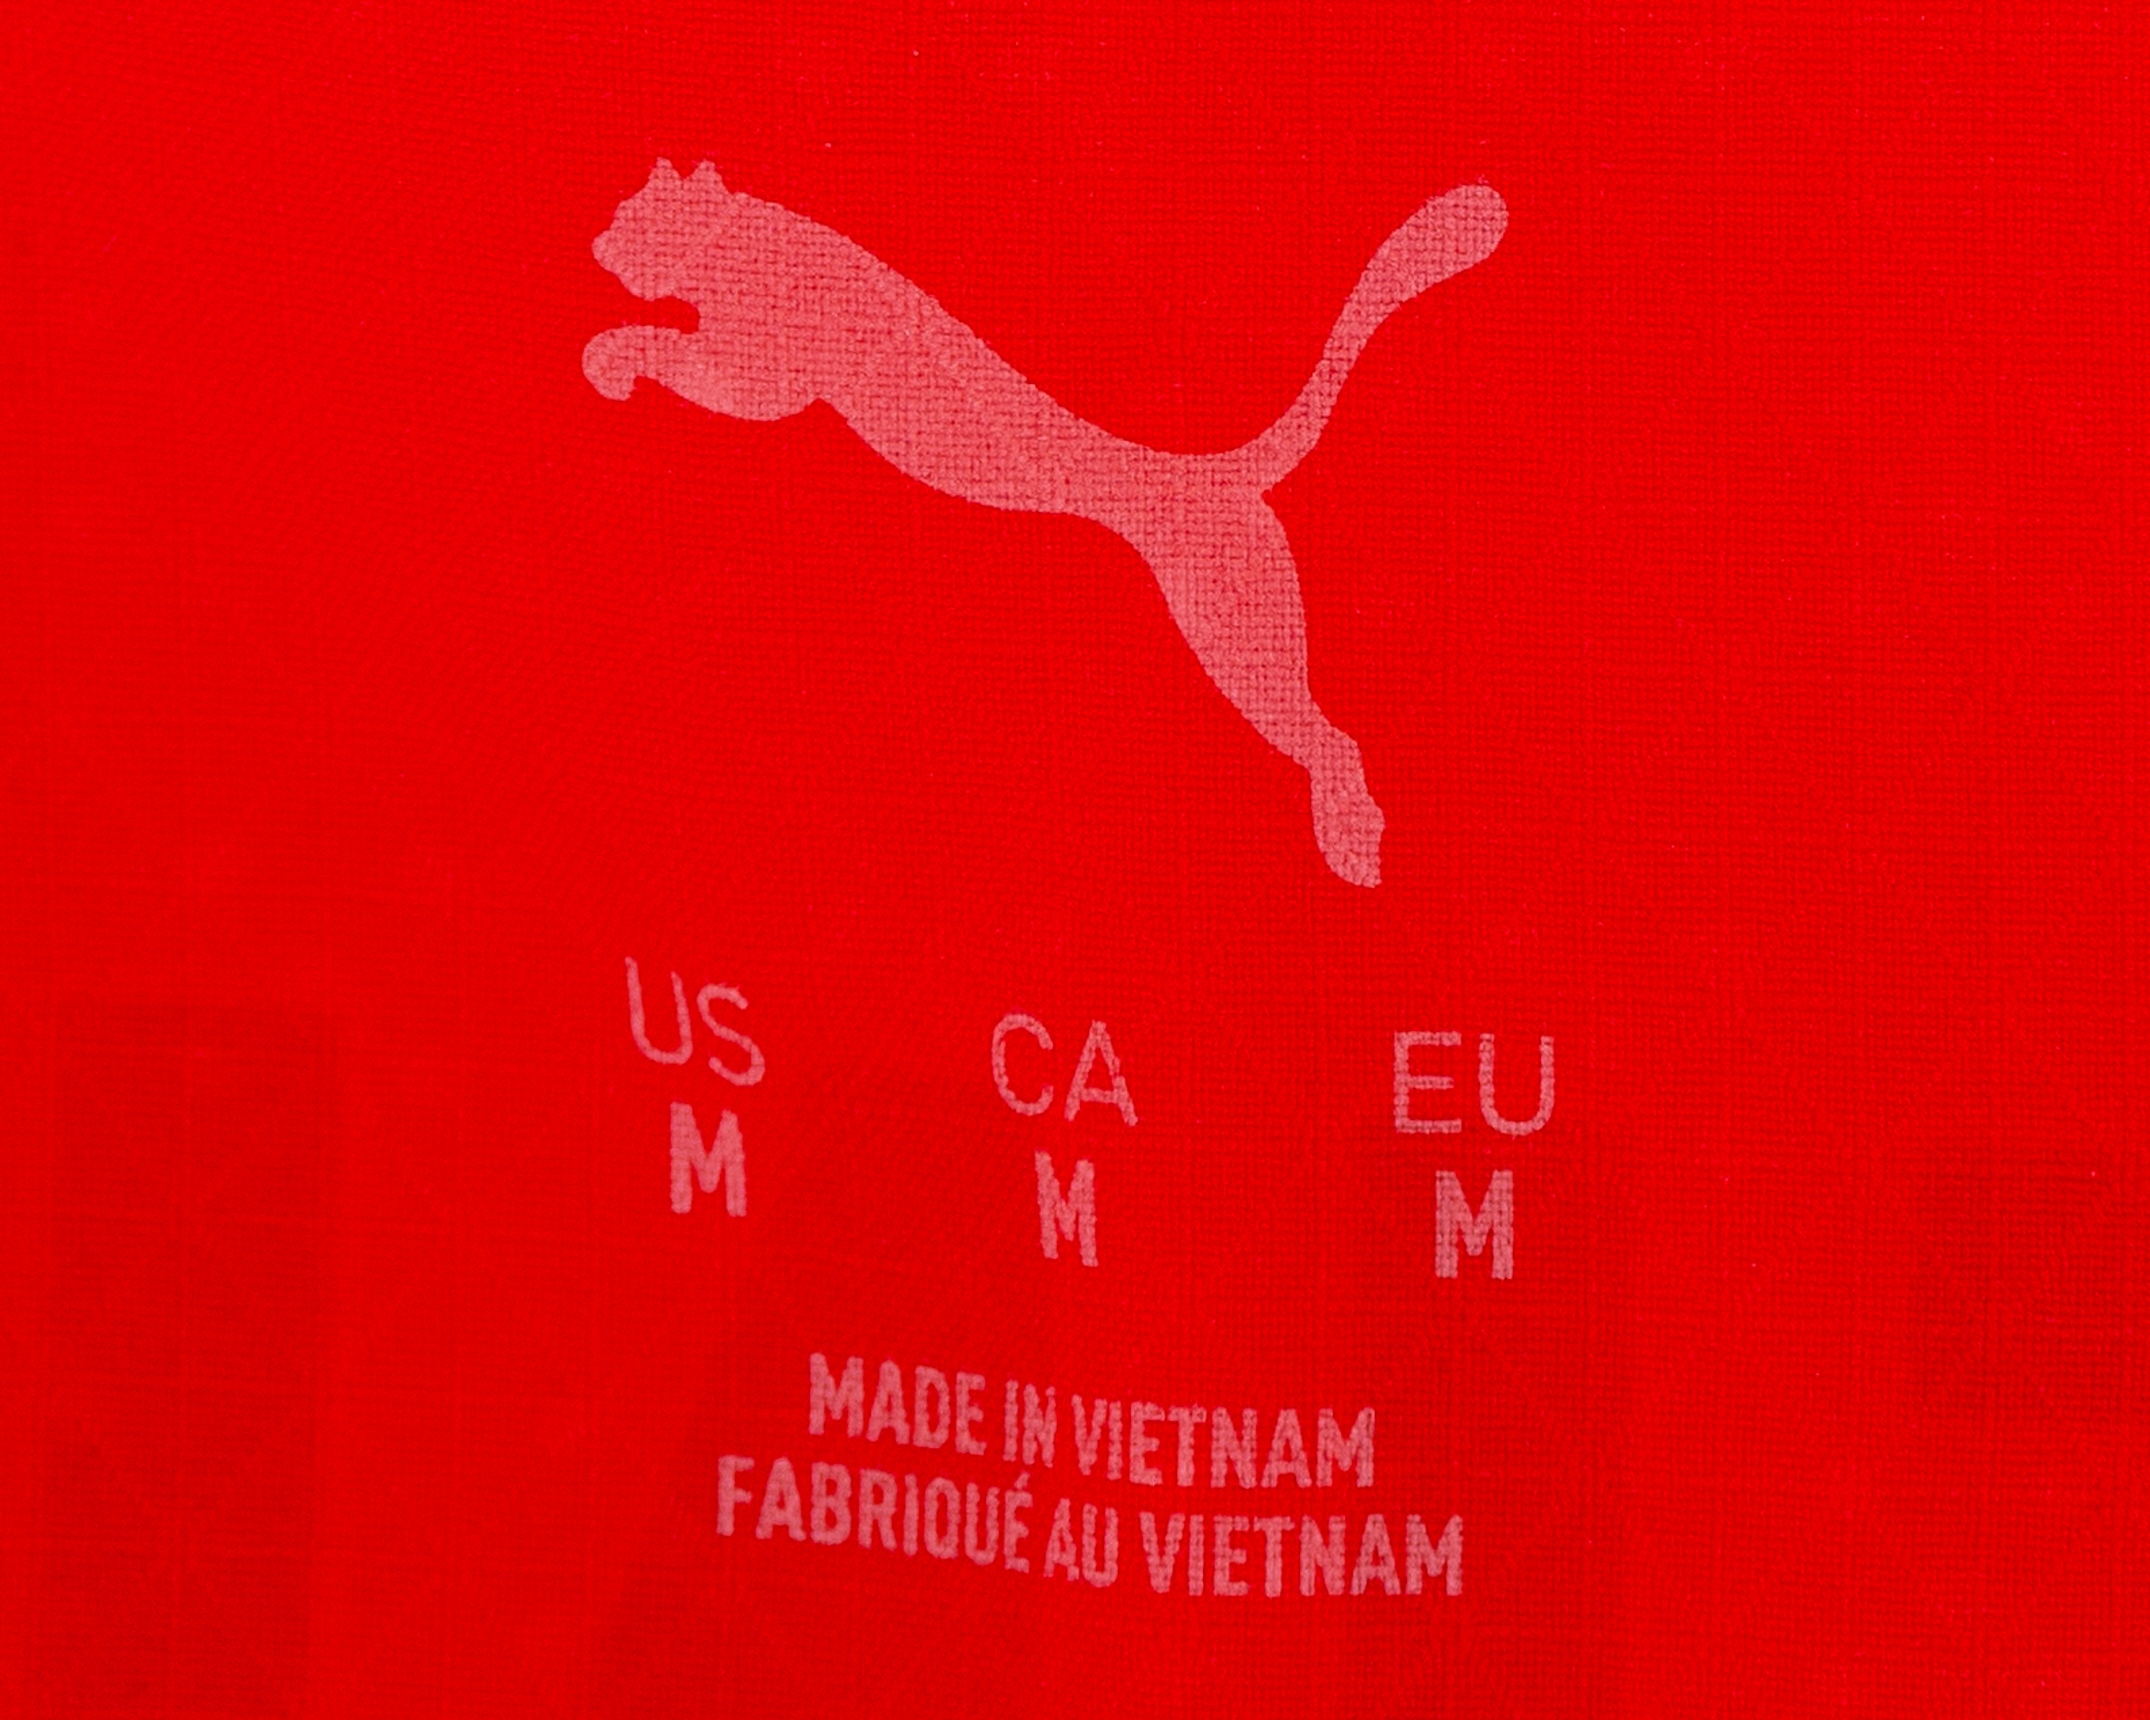 US CA EU
M M M
MADE IN VIETNAM
FABRIQUÉ AU VIETNAM